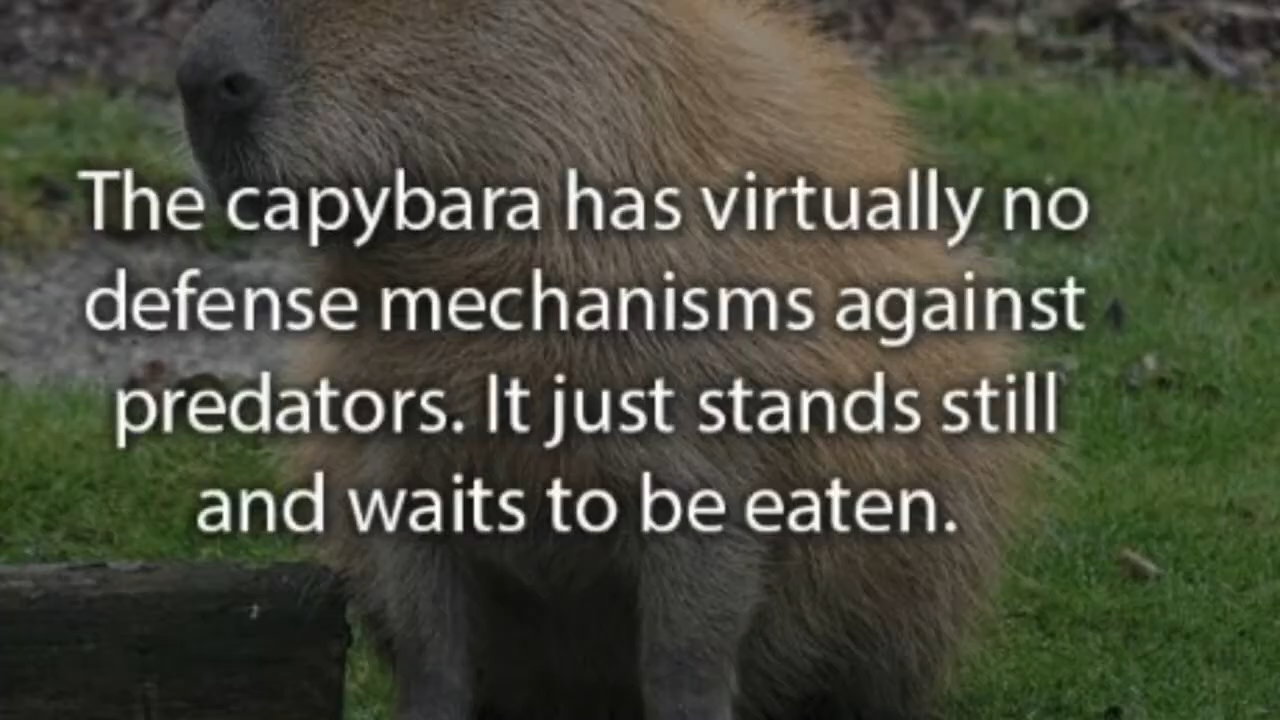 The capybara has virtually no
defense mechanisms against
predators. It just stands still
and waits to be eaten.